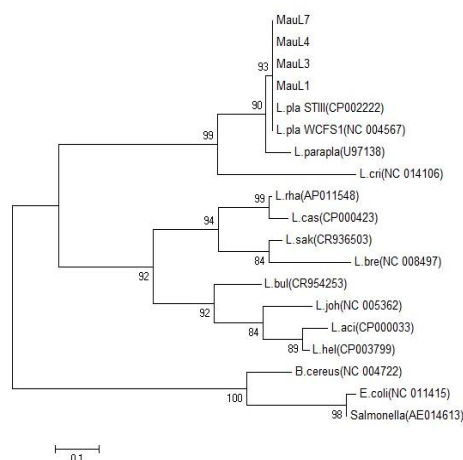 MauL7
MauL4
93
MauL3
MauL1
90
L.pla STIII(CP002222)
L.pla WCFS1(NC 004567)
99
L.parapla(U97138)
L.cri(NC 014106)
99
L.rha(AP011548)
L.cas(CP000423)
94
L.sak(CR936503)
84
L.bre(NC 008497)
92
L.bul(CR954253)
92
L.joh(NC 005362)
84
L.aci(CP000033)
89
L.hel(CP003799)
B.cereus(NC 004722)
100
E.coli(NC 011415)
98
Salmonella(AE014613)
0.1